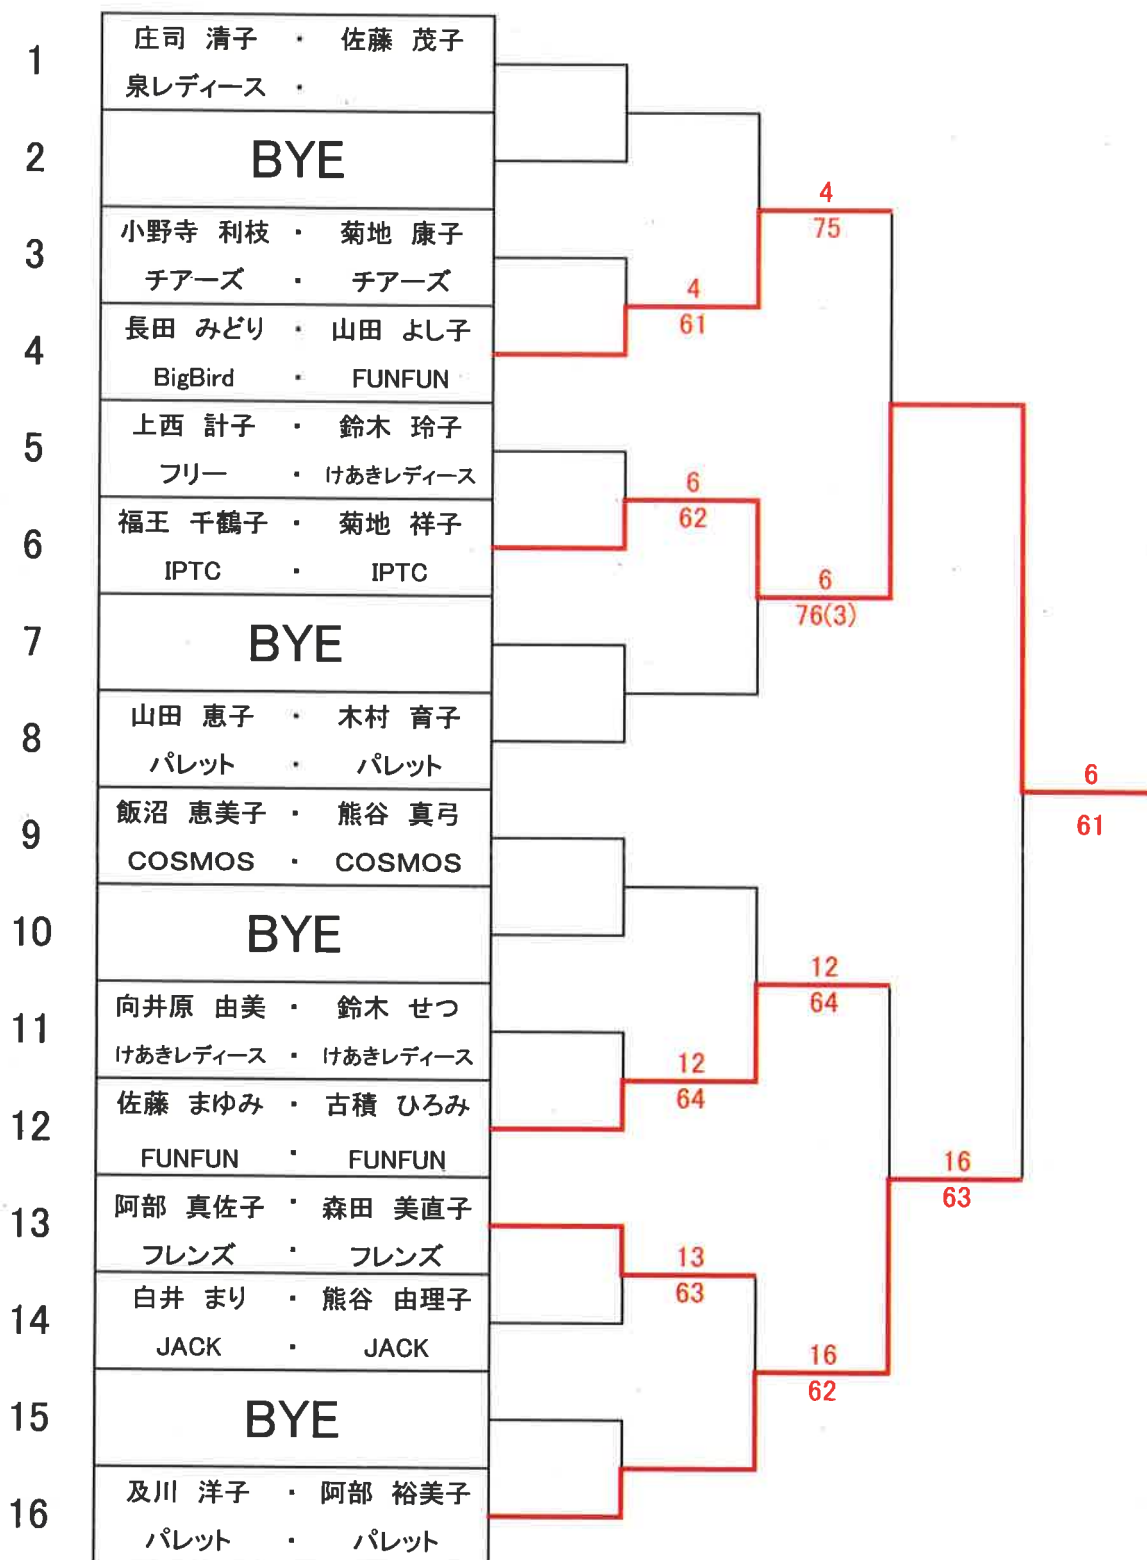 1
庄司 清子 ・ 佐藤 茂子
泉レディース ・
2
BYE
3
小野寺 利枝 ・ 菊地 康子
チアーズ ・ チアーズ
4
長田 みどり ・ 山田 よし子
BigBird ・ FUNFUN
5
上西 計子 ・ 鈴木 玲子
フリー ・ けあきレディース
6
福王 千鶴子 ・ 菊地 祥子
IPTC ・ IPTC
7
BYE
8
山田 恵子 ・ 木村 育子
パレット ・ パレット
9
飯沼 恵美子 ・ 熊谷 真弓
COSMOS ・ COSMOS
10
BYE
11
向井原 由美 ・ 鈴木 せつ
けあきレディース ・ けあきレディース
12
佐藤 まゆみ ・ 古積 ひろみ
FUNFUN ・ FUNFUN
13
阿部 真佐子 ・ 森田 美直子
フレンズ ・ フレンズ
14
白井 まり ・ 熊谷 由理子
JACK ・ JACK
15
BYE
16
及川 洋子 ・ 阿部 裕美子
パレット ・ パレット
4
61
6
62
12
64
13
63
4
75
6
76(3)
12
64
16
62
16
63
6
61